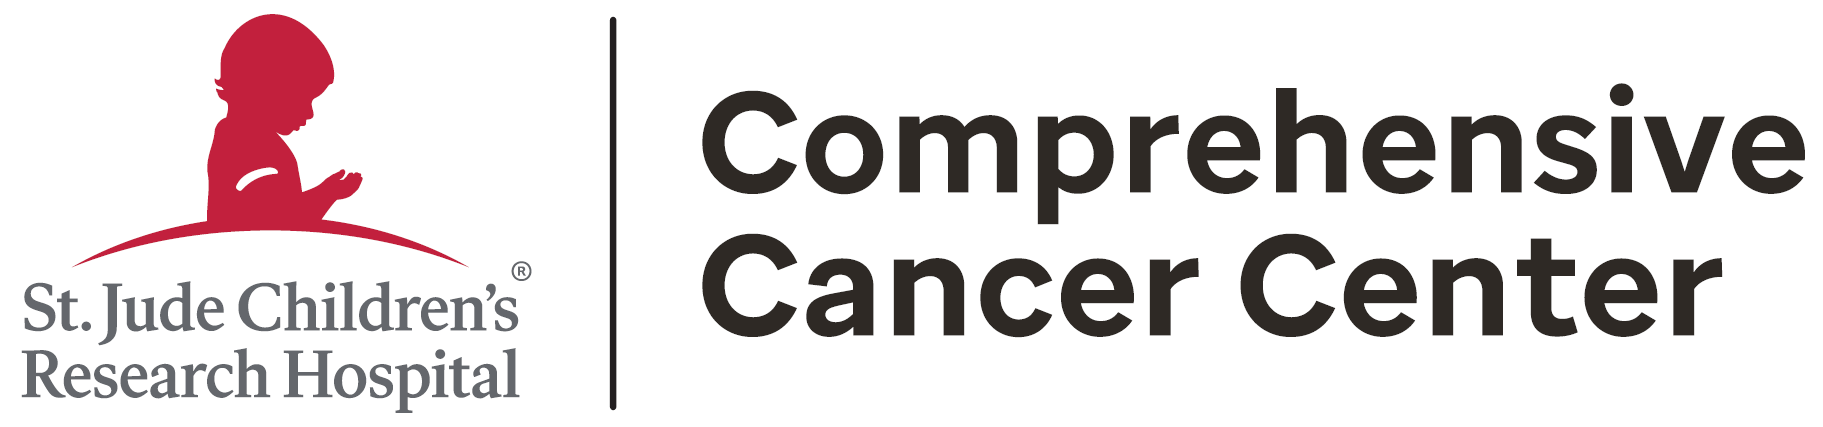 St. Jude Children's®
Research Hospital
Comprehensive
Cancer Center